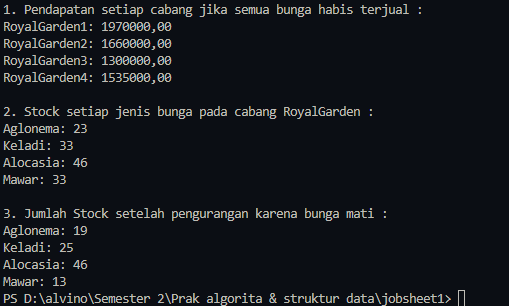 1. Pendapatan setiap cabang jika semua bunga habis terjual :
RoyalGarden1: 1970000,00
RoyalGarden2: 1660000,00
RoyalGarden3: 1300000,00
RoyalGarden4: 1535000,00
2. Stock setiap jenis bunga pada cabang RoyalGarden :
Aglonema: 23
Keladi: 33
Alocasia: 46
Mawar: 33
3. Jumlah Stock setelah pengurangan karena bunga mati :
Aglonema: 19
Keladi: 25
Alocasia: 46
Mawar: 13
PS D:\alvino\Semester 2\Prak algorita & struktur data\jobsheet1>